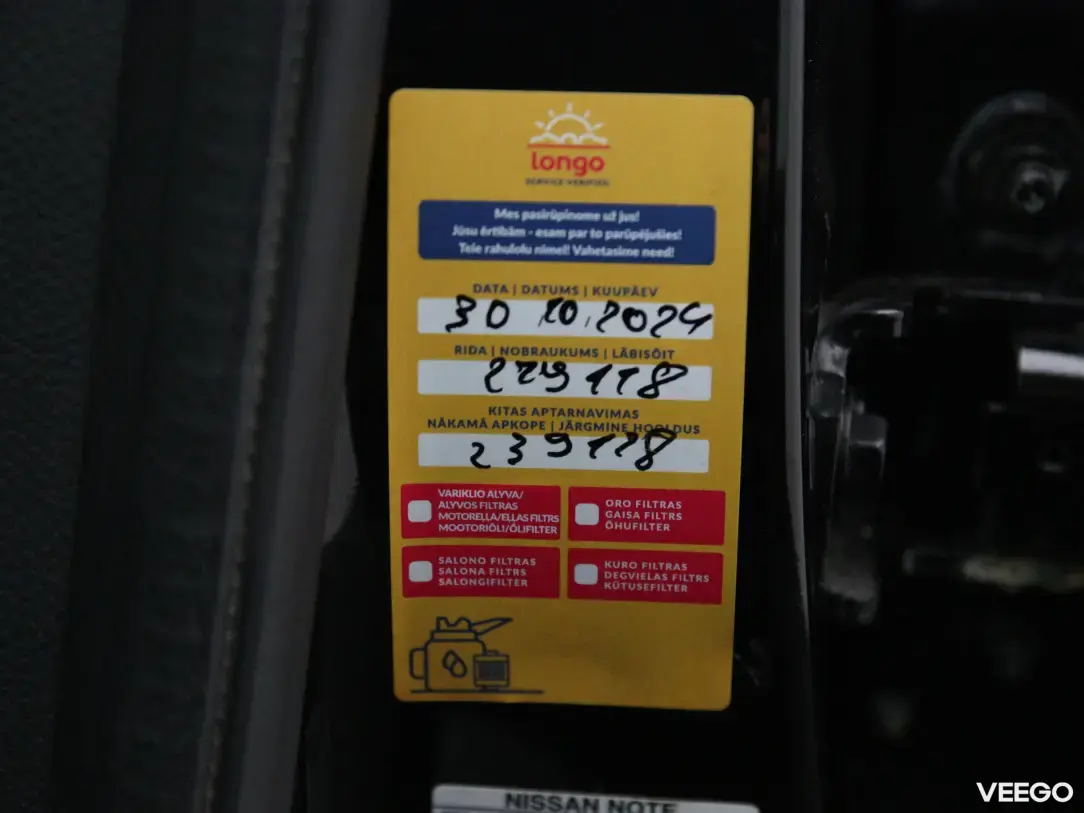 longo
SERVICE VERIFIED
Mes pasirūpinome už jus!
Jūsu ērtībām - esam par to parūpējušies!
Teie rahulolu nimel! Vahetasime need!
DATA | DATUMS | KUUPÄEV
30 10.2024
RIDA | NOBRAUKUMS | LÄBISÕIT
229118
KITAS APTARNAVIMAS
NĀKAMĀ APKOPE | JÄRGMINE HOOLDUS
239118
VARIKLIO ALYVA/
ALYVOS FILTRAS
MOTOREĻĻA/EĻĻAS FILTRS
MOOTORIÕLI/ÕLIFILTER
ORO FILTRAS
GAISA FILTRS
ÕHUFILTER
SALONO FILTRAS
SALONA FILTRS
SALONGIFILTER
KURO FILTRAS
DEGVIELAS FILTRS
KÜTUSEFILTER
NISSAN NOTE
VEEGO